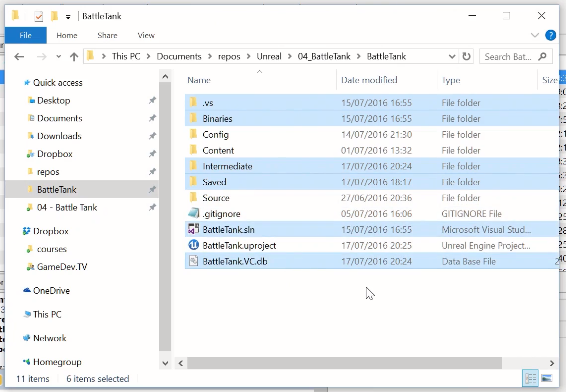 BattleTank
File Home Share View
This PC Documents repos Unreal 04_BattleTank BattleTank Search Bat...
Name Date modified Type Size
Quick access
Desktop
Documents
Downloads
Dropbox
repos
BattleTank
04 - Battle Tank
Dropbox
courses
GameDev.TV
OneDrive
This PC
Network
Homegroup
.vs 15/07/2016 16:55 File folder
Binaries 15/07/2016 16:55 File folder
Config 14/07/2016 21:30 File folder
Content 01/07/2016 13:32 File folder
Intermediate 17/07/2016 20:24 File folder
Saved 17/07/2016 18:17 File folder
Source 27/06/2016 20:36 File folder
.gitignore 05/07/2016 16:06 GITIGNORE File
BattleTank.sln 15/07/2016 16:55 Microsoft Visual Stud...
BattleTank.uproject 17/07/2016 20:25 Unreal Engine Project...
BattleTank.VC.db 17/07/2016 20:24 Data Base File 2
11 items 6 items selected